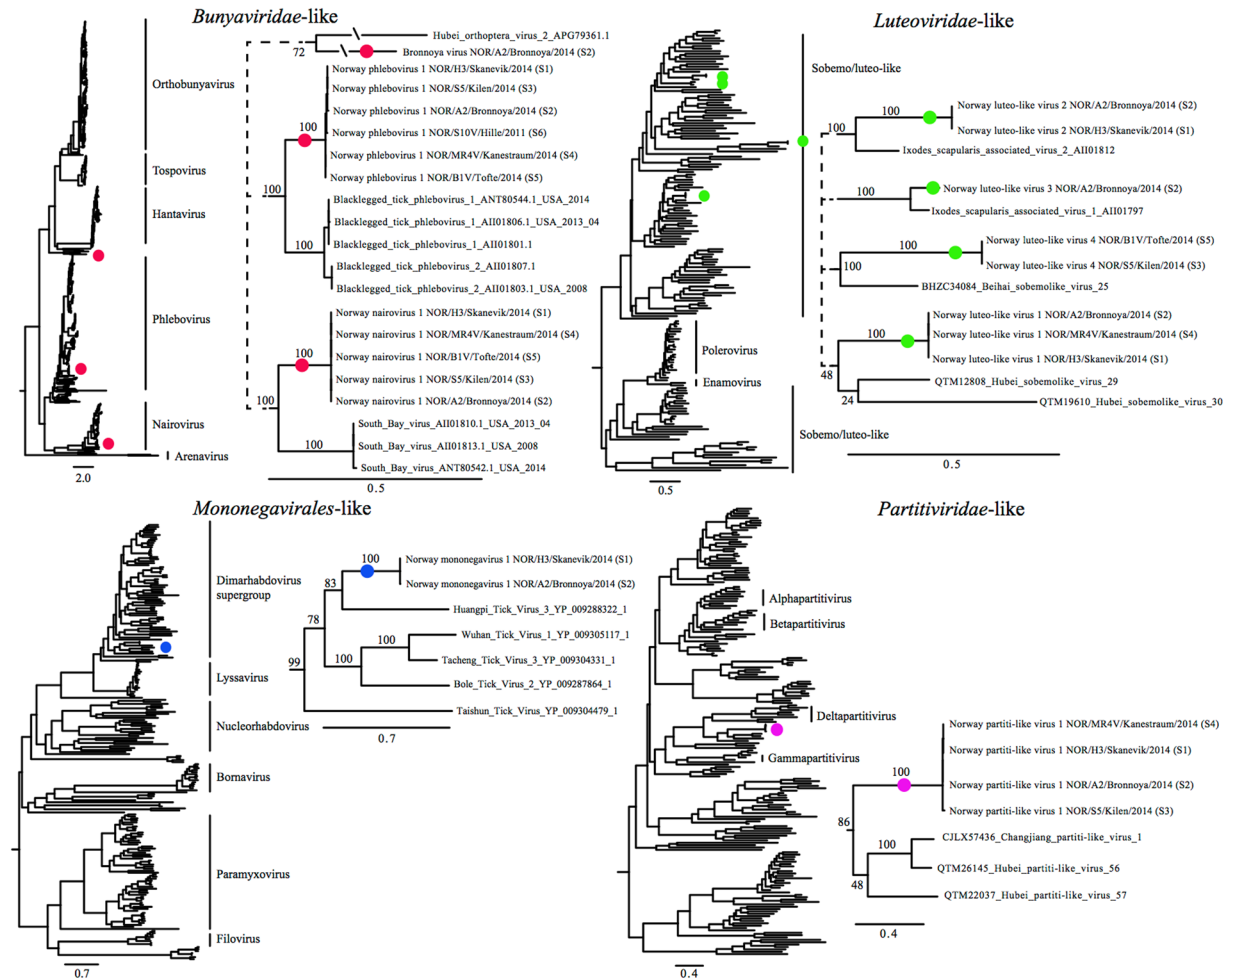 Bunyaviridae-like
Orthobunyavirus
Tospovirus
Hantavirus
Phlebovirus
Nairovirus
Arenavirus
2.0
72
Hubei_orthoptera_virus_2_APG79361.1
Bronnoya virus NOR/A2/Bronnoya/2014 (S2)
Norway phlebovirus 1 NOR/H3/Skanevik/2014 (S1)
Norway phlebovirus 1 NOR/S5/Kilen/2014 (S3)
Norway phlebovirus 1 NOR/A2/Bronnoya/2014 (S2)
100
Norway phlebovirus 1 NOR/S10V/Hille/2011 (S6)
Norway phlebovirus 1 NOR/MR4V/Kanestraum/2014 (S4)
Norway phlebovirus 1 NOR/B1V/Tofte/2014 (S5)
100
Blacklegged_tick_phlebovirus_1_ANT80544.1_USA_2014
Blacklegged_tick_phlebovirus_1_AII01806.1_USA_2013_04
100
Blacklegged_tick_phlebovirus_1_AII01801.1
Blacklegged_tick_phlebovirus_2_AII01807.1
Blacklegged_tick_phlebovirus_2_AII01803.1_USA_2008
Norway nairovirus 1 NOR/H3/Skanevik/2014 (S1)
Norway nairovirus 1 NOR/MR4V/Kanestraum/2014 (S4)
100
Norway nairovirus 1 NOR/B1V/Tofte/2014 (S5)
Norway nairovirus 1 NOR/S5/Kilen/2014 (S3)
Norway nairovirus 1 NOR/A2/Bronnoya/2014 (S2)
100
South_Bay_virus_AII01810.1_USA_2013_04
100
South_Bay_virus_AII01813.1_USA_2008
South_Bay_virus_ANT80542.1_USA_2014
0.5
Luteoviridae-like
Sobemo/luteo-like
Polerovirus
Enamovirus
Sobemo/luteo-like
0.5
100
100
Norway luteo-like virus 2 NOR/A2/Bronnoya/2014 (S2)
Norway luteo-like virus 2 NOR/H3/Skanevik/2014 (S1)
Ixodes_scapularis_associated_virus_2_AII01812
100
Norway luteo-like virus 3 NOR/A2/Bronnoya/2014 (S2)
Ixodes_scapularis_associated_virus_1_AII01797
100
Norway luteo-like virus 4 NOR/B1V/Tofte/2014 (S5)
Norway luteo-like virus 4 NOR/S5/Kilen/2014 (S3)
100
BHZC34084_Beihai_sobemolike_virus_25
Norway luteo-like virus 1 NOR/A2/Bronnoya/2014 (S2)
100
Norway luteo-like virus 1 NOR/MR4V/Kanestraum/2014 (S4)
Norway luteo-like virus 1 NOR/H3/Skanevik/2014 (S1)
48
QTM12808_Hubei_sobemolike_virus_29
24
QTM19610_Hubei_sobemolike_virus_30
0.5
Mononegavirales-like
Dimarhabdovirus
supergroup
Lyssavirus
Nucleorhabdovirus
Bornavirus
Paramyxovirus
Filovirus
0.7
100
Norway mononegavirus 1 NOR/H3/Skanevik/2014 (S1)
Norway mononegavirus 1 NOR/A2/Bronnoya/2014 (S2)
83
Huangpi_Tick_Virus_3_YP_009288322_1
78
Wuhan_Tick_Virus_1_YP_009305117_1
100
Tacheng_Tick_Virus_3_YP_009304331_1
100
99
Bole_Tick_Virus_2_YP_009287864_1
Taishun_Tick_Virus_YP_009304479_1
0.7
Partitiviridae-like
Alphapartitivirus
Betapartitivirus
Deltapartitivirus
Gammapartitivirus
0.4
Norway partiti-like virus 1 NOR/MR4V/Kanestraum/2014 (S4)
Norway partiti-like virus 1 NOR/H3/Skanevik/2014 (S1)
100
Norway partiti-like virus 1 NOR/A2/Bronnoya/2014 (S2)
Norway partiti-like virus 1 NOR/S5/Kilen/2014 (S3)
86
CJLX57436_Changjiang_partiti-like_virus_1
100
QTM26145_Hubei_partiti-like_virus_56
48
QTM22037_Hubei_partiti-like_virus_57
0.4